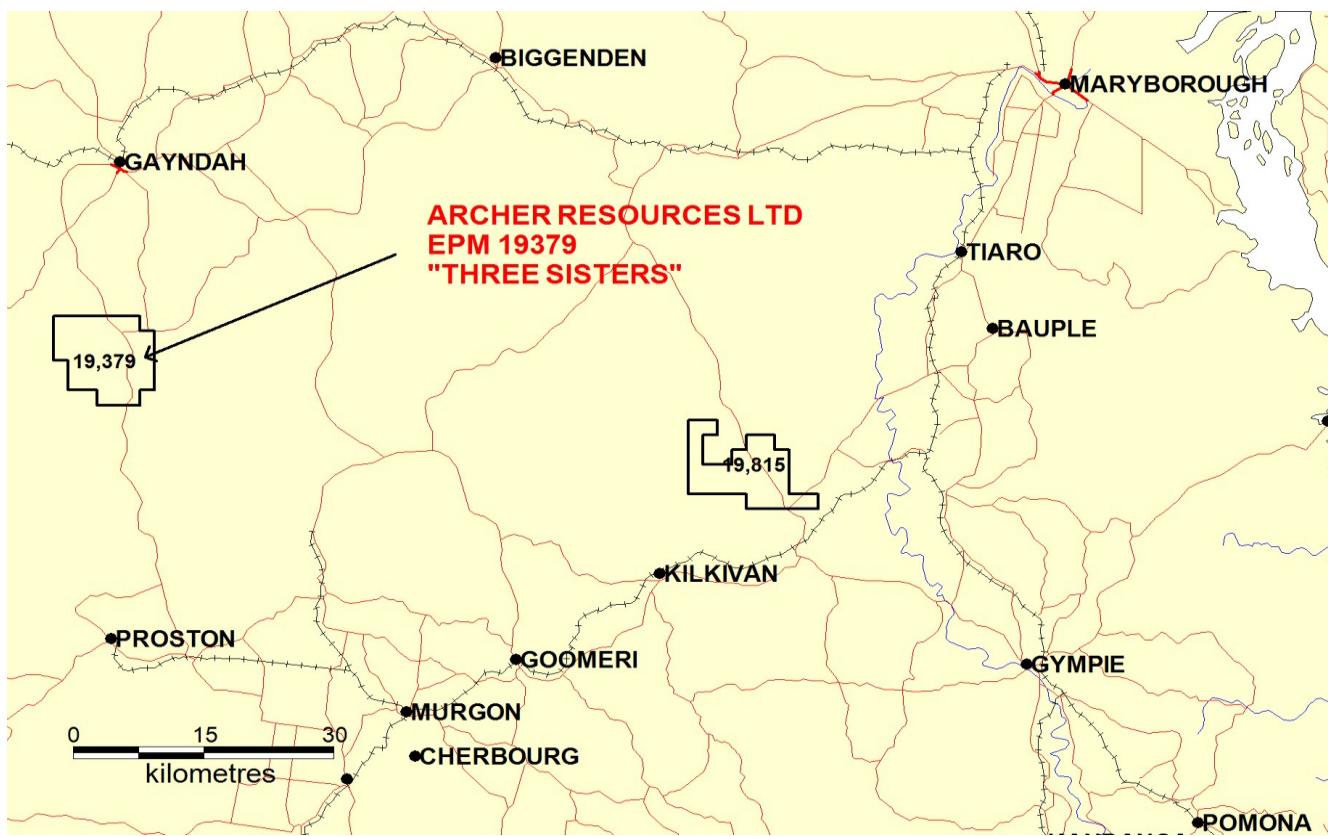 BIGGENDEN
MARYBOROUGH
GAYNDAH
ARCHER RESOURCES LTD
EPM 19379
"THREE SISTERS"
TIARO
BAUPLE
19,379
19,815
KILKIVAN
PROSTON
GOOMERI
GYMPIE
MURGON
0 15 30
kilometres
CHERBOURG
POMONA